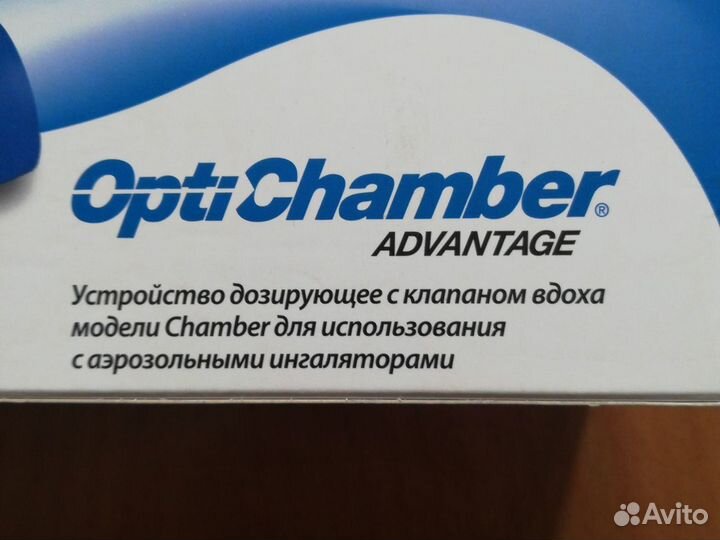 OptiChamber®
ADVANTAGE
Устройство дозирующее с клапаном вдоха
модели Chamber для использования
с аэрозольными ингаляторами
Avito